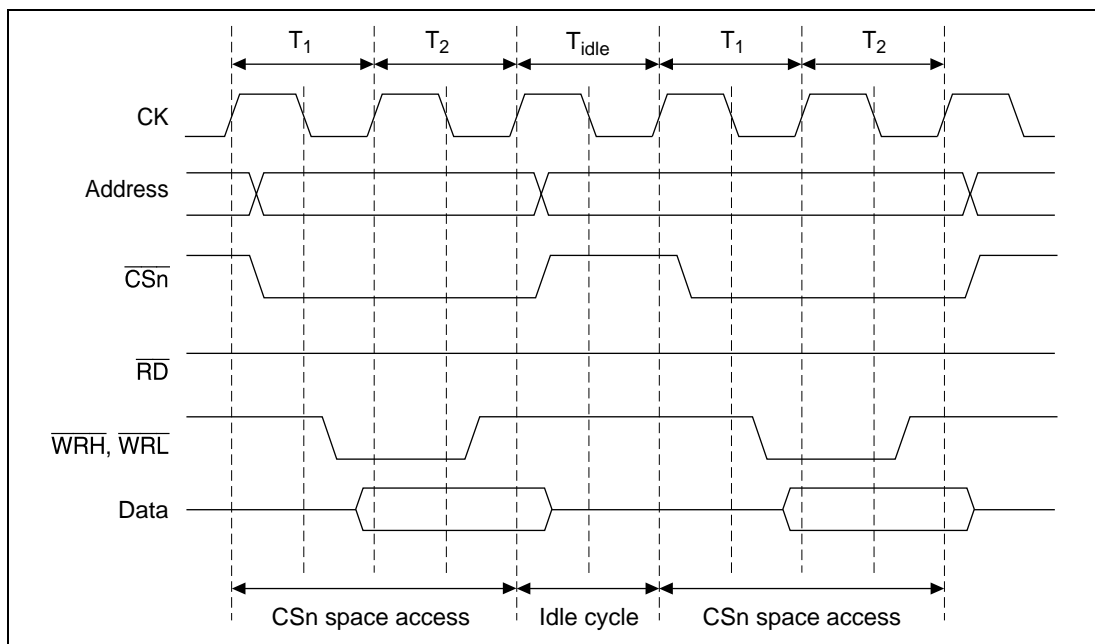 T1 T2 Tidle T1 T2
CK
Address
CSn
RD
WRH, WRL
Data
CSn space access Idle cycle CSn space access